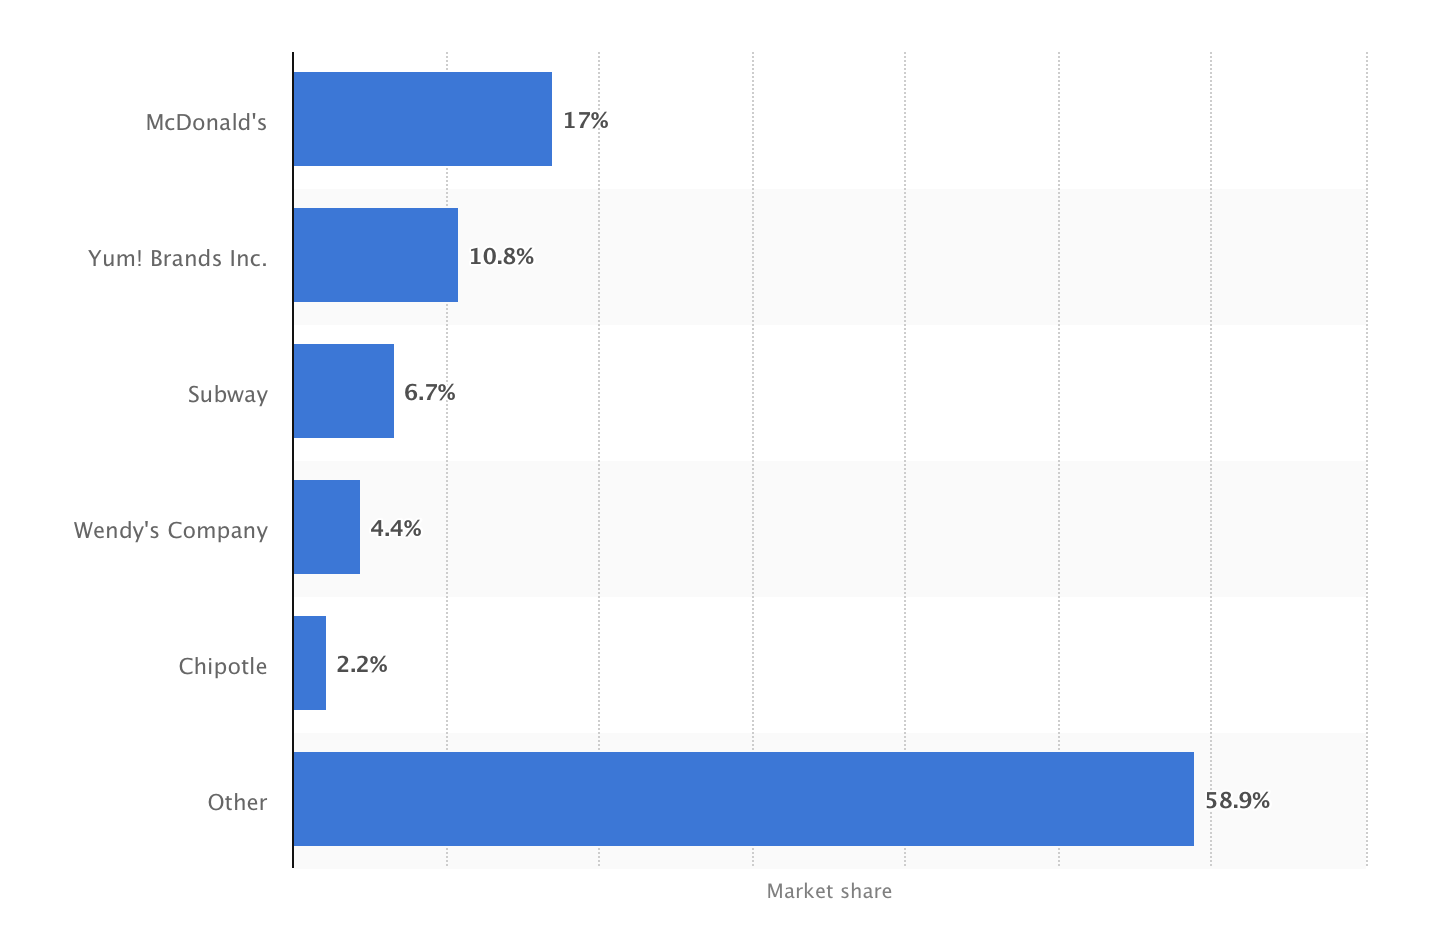 McDonald's
17%
Yum! Brands Inc.
10.8%
Subway
6.7%
Wendy's Company
4.4%
Chipotle
2.2%
Other
58.9%
Market share